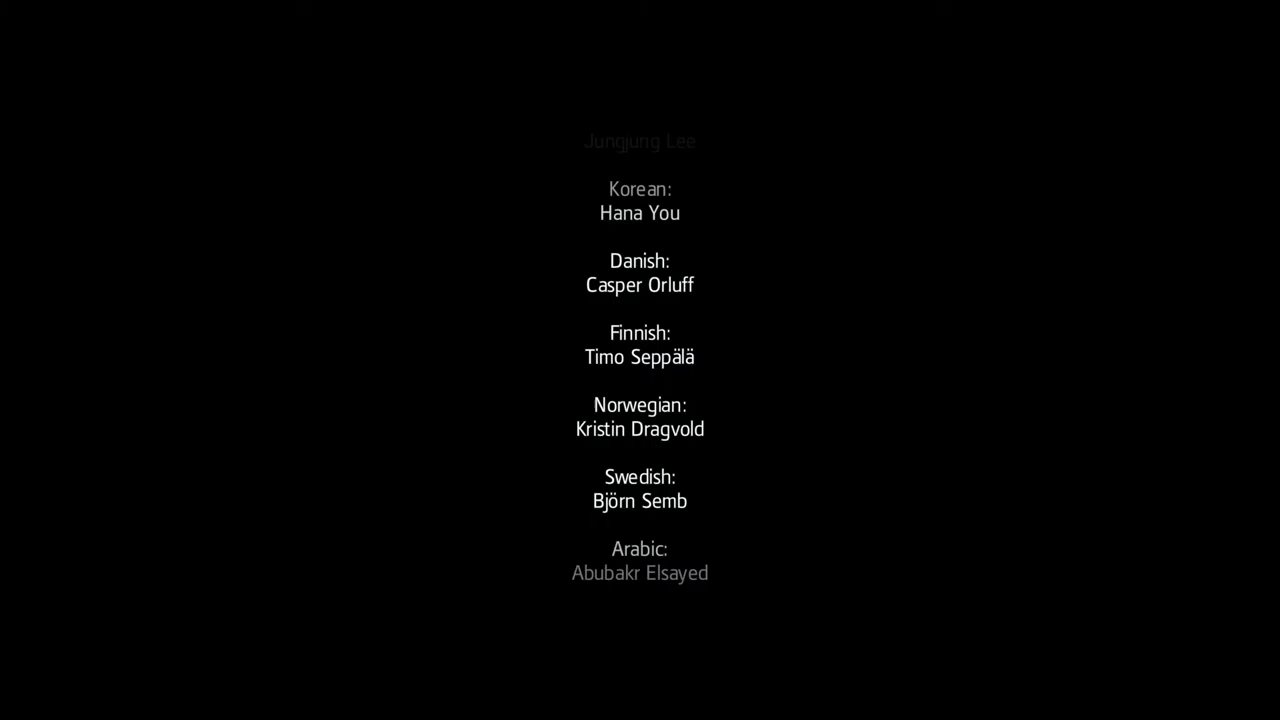 Jungjung Lee
Korean:
Hana You
Danish:
Casper Orluff
Finnish:
Timo Seppälä
Norwegian:
Kristin Dragvold
Swedish:
Björn Semb
Arabic:
Abubakr Elsayed